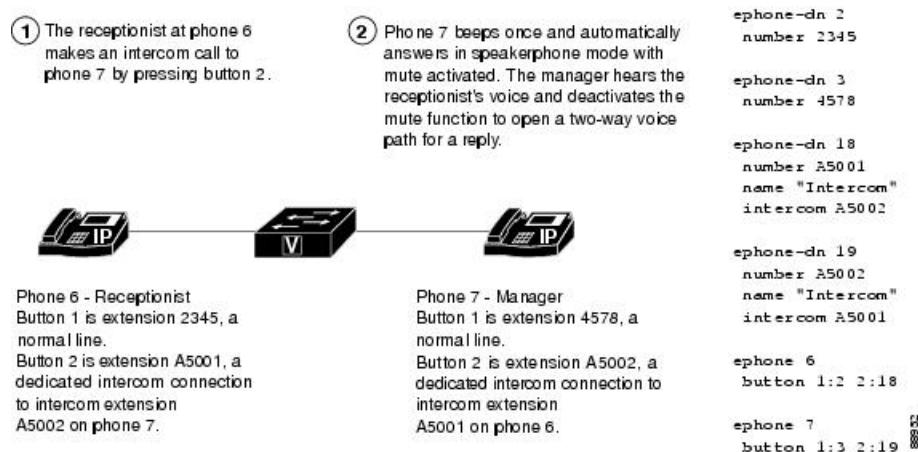 1 The receptionist at phone 6
makes an intercom call to
phone 7 by pressing button 2.
2 Phone 7 beeps once and automatically
answers in speakerphone mode with
mute activated. The manager hears the
receptionist's voice and deactivates the
mute function to open a two-way voice
path for a reply.
IP
V
IP
Phone 6 - Receptionist
Button 1 is extension 2345, a
normal line.
Button 2 is extension A5001, a
dedicated intercom connection
to intercom extension
A5002 on phone 7.
Phone 7 - Manager
Button 1 is extension 4578, a
normal line.
Button 2 is extension A5002, a
dedicated intercom connection to
intercom extension
A5001 on phone 6.
ephone-dn 2
number 2345
ephone-dn 3
number 4578
ephone-dn 18
number A5001
name "Intercom"
intercom A5002
ephone-dn 19
number A5002
name "Intercom"
intercom A5001
ephone 6
button 1:2 2:18
ephone 7
button 1:3 2:19
88952